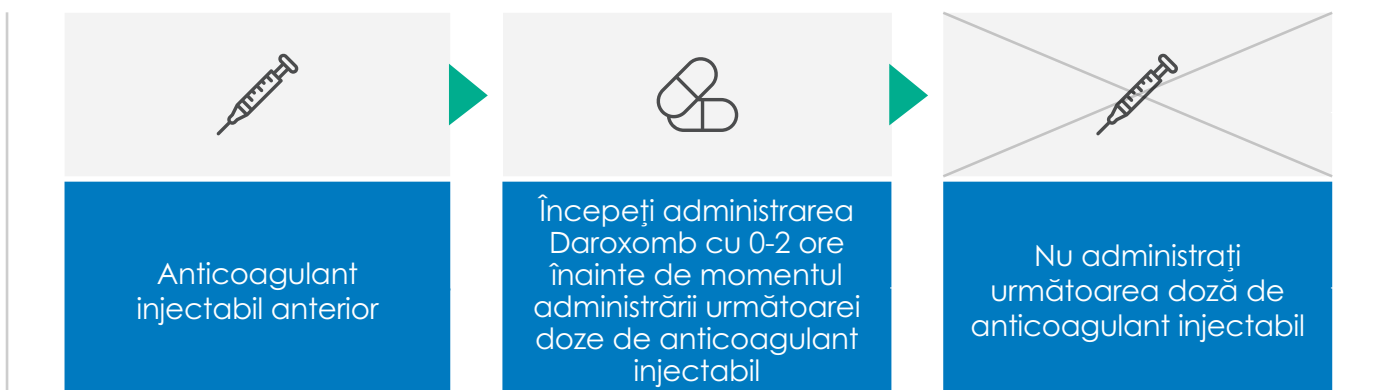 Anticoagulant
injectabil anterior
Începeți administrarea
Daroxomb cu 0-2 ore
înainte de momentul
administrării următoarei
doze de anticoagulant
injectabil
Nu administrați
următoarea doză de
anticoagulant injectabil